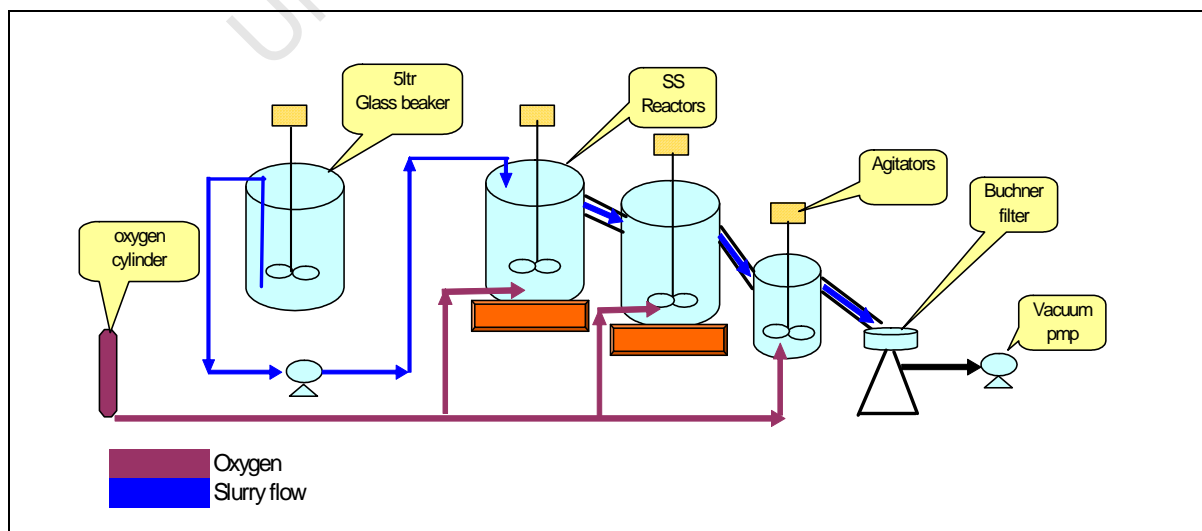 5ltr
Glass beaker
SS
Reactors
Agitators
Buchner
filter
oxygen
cylinder
Vacuum
pmp
Oxygen
Slurry flow